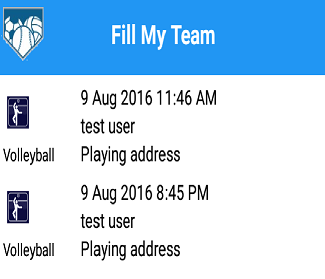 Fill My Team
9 Aug 2016 11:46 AM
test user
Volleyball
Playing address
9 Aug 2016 8:45 PM
test user
Volleyball
Playing address